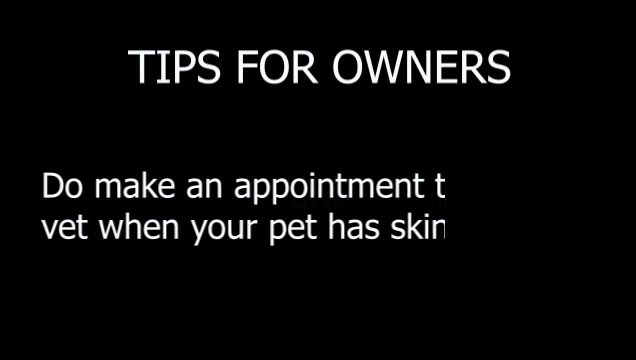 TIPS FOR OWNERS
Do make an appointment t
vet when your pet has skin